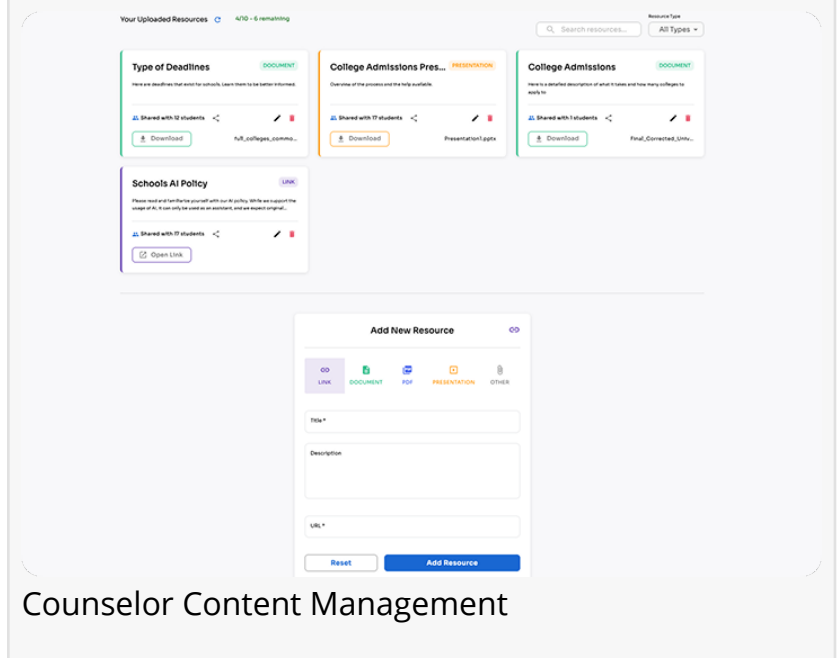 Your Uploaded Resources
4/10 - 6 remaining
Search resources...
Resource Type
All Types
Type of Deadlines
DOCUMENT
Here are deadlines that exist for schools. Learn them to be better informed.
Shared with 12 students
Download
full_colleges_commo...
College Admissions Pres...
PRESENTATION
Overview of the process and the help available.
Shared with 17 students
Download
Presentation1.pptx
College Admissions
DOCUMENT
Here is a detailed description of what it takes and how many colleges to
apply to
Shared with 1 students
Download
Final_Corrected_Univ...
Schools AI Policy
LINK
Please read and familiarize yourself with our AI policy. While we support the
usage of AI, it can only be used as an assistant, and we expect original...
Shared with 17 students
Open Link
Add New Resource
LINK
DOCUMENT
PDF
PRESENTATION
OTHER
Title *
Description
URL *
Reset
Add Resource
Counselor Content Management